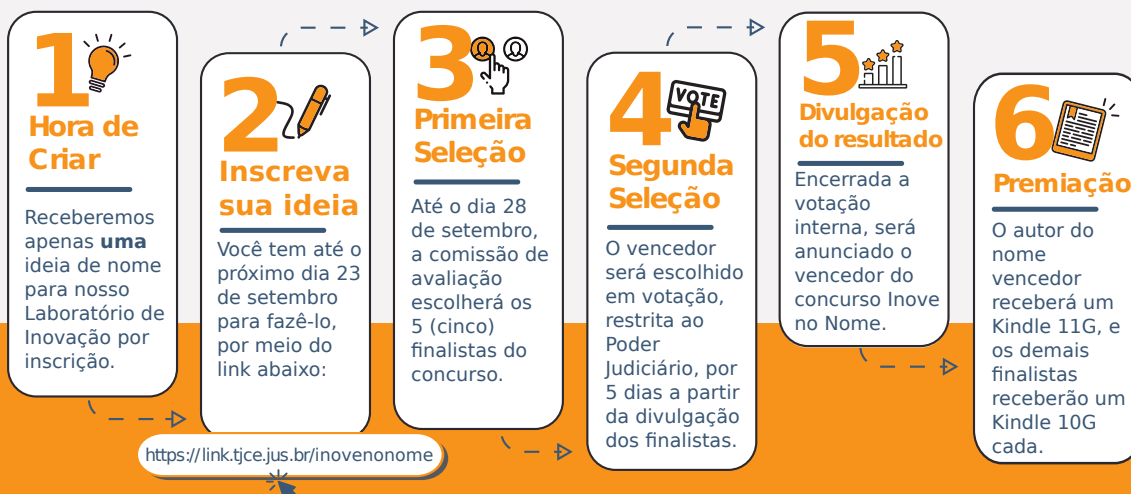 1
Hora de
Criar
Receberemos
apenas uma
ideia de nome
para nosso
Laboratório de
Inovação por
inscrição.
2
Inscreva
sua ideia
Você tem até o
próximo dia 23
de setembro
para fazê-lo,
por meio do
link abaixo:
https://link.tjce.jus.br/inovenonome
3
Primeira
Seleção
Até o dia 28
de setembro,
a comissão de
avaliação
escolherá os
5 (cinco)
finalistas do
concurso.
4
VOTE
Segunda
Seleção
O vencedor
será escolhido
em votação,
restrita ao
Poder
Judiciário, por
5 dias a partir
da divulgação
dos finalistas.
5
Divulgação
do resultado
Encerrada a
votação
interna, será
anunciado o
vencedor do
concurso Inove
no Nome.
6
Premiação
O autor do
nome
vencedor
receberá um
Kindle 11G, e
os demais
finalistas
receberão um
Kindle 10G
cada.